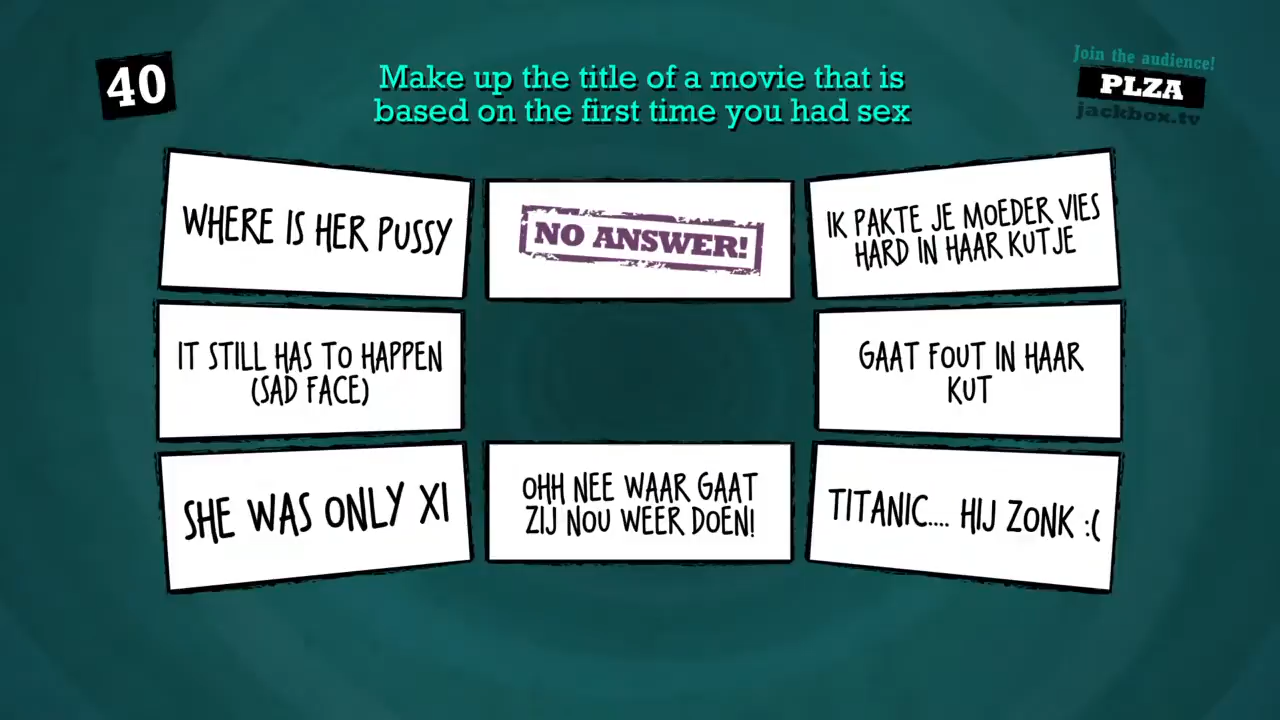 40
Make up the title of a movie that is
based on the first time you had sex
Join the audience!
PLZA
jackbox.tv
WHERE IS HER PUSSY
NO ANSWER!
IK PAKTE JE MOEDER VIES
HARD IN HAAR KUTJE
IT STILL HAS TO HAPPEN
(SAD FACE)
GAAT FOUT IN HAAR
KUT
SHE WAS ONLY XI
OHH NEE WAAR GAAT
ZIJ NOU WEER DOEN!
TITANIC.... HIJ ZONK :(